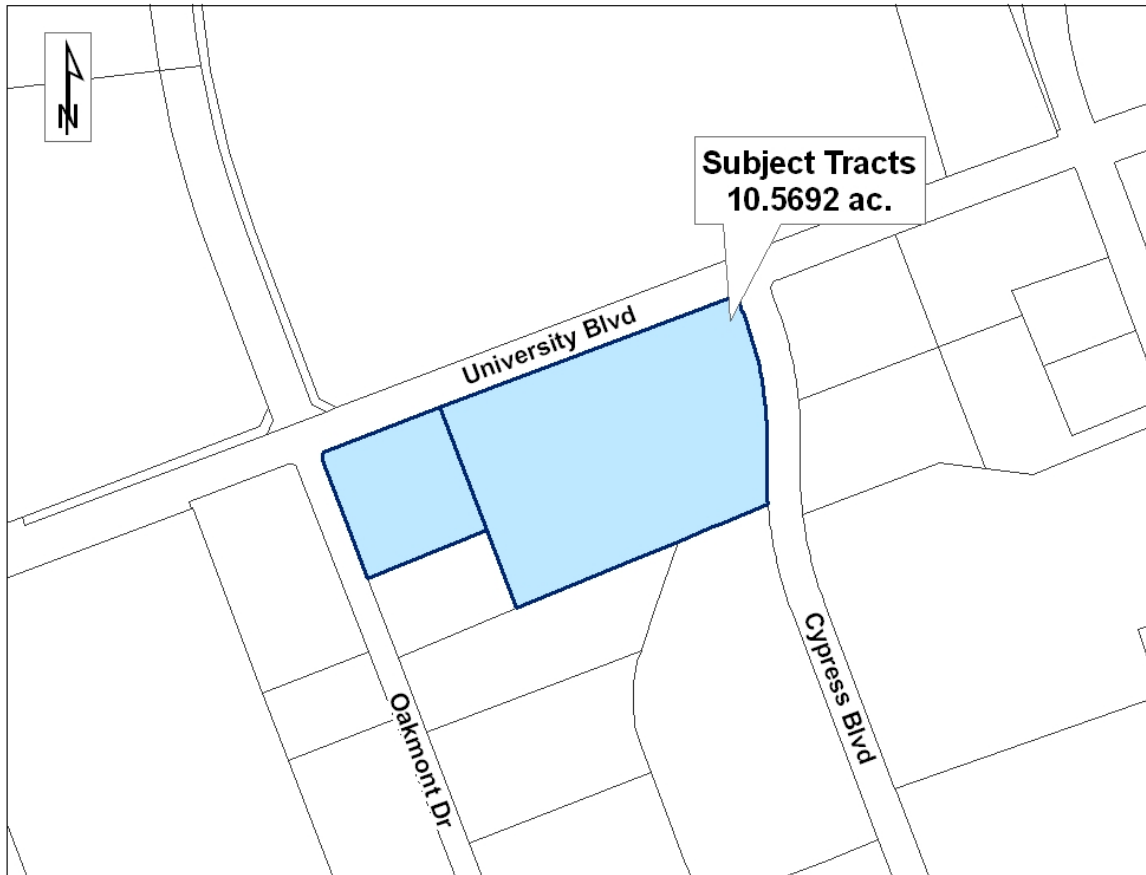 N
Subject Tracts
10.5692 ac.
University Blvd
Cypress Blvd
Oakmont Dr